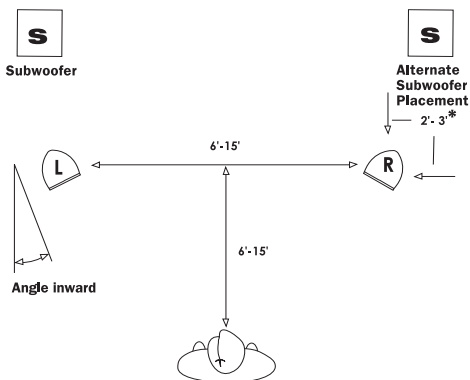 S
S
Subwoofer
Alternate
Subwoofer
Placement
2'- 3'*
6'-15'
L
R
6'-15'
Angle inward